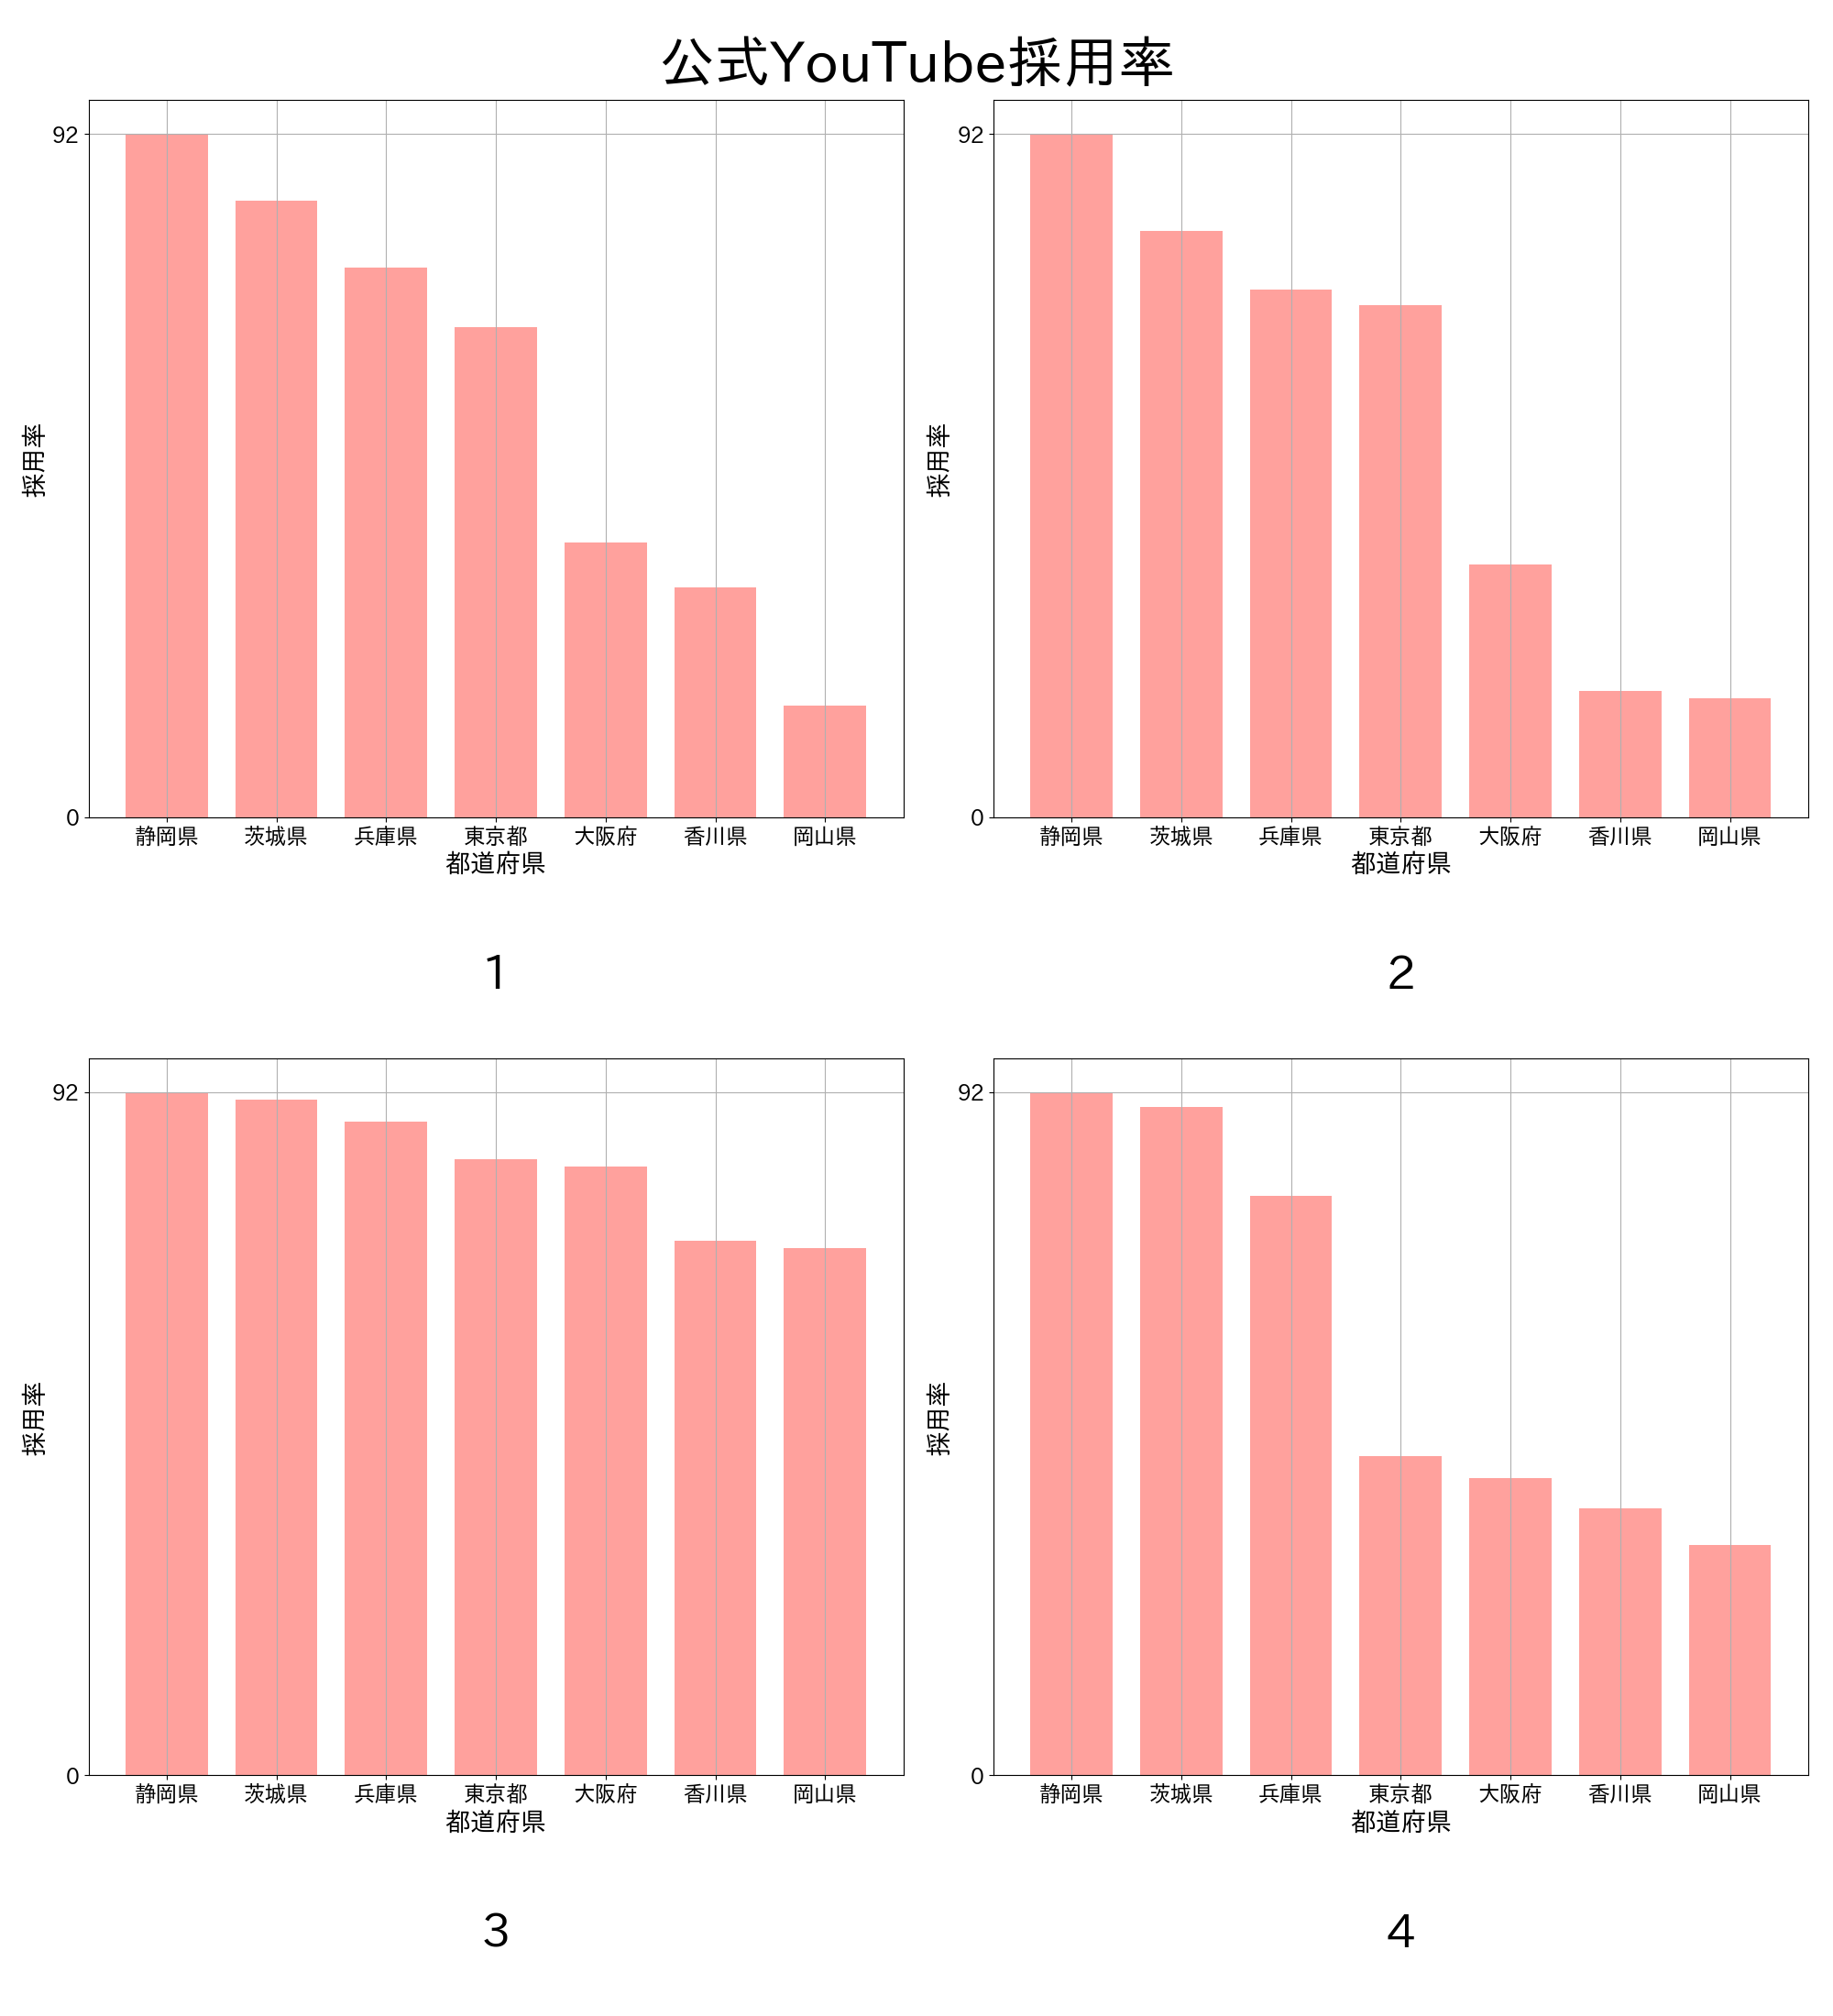 公式YouTube採用率
92
0
採用率
静岡県 茨城県 兵庫県 東京都 大阪府 香川県 岡山県
都道府県
1
92
0
採用率
静岡県 茨城県 兵庫県 東京都 大阪府 香川県 岡山県
都道府県
2
92
0
採用率
静岡県 茨城県 兵庫県 東京都 大阪府 香川県 岡山県
都道府県
3
92
0
採用率
静岡県 茨城県 兵庫県 東京都 大阪府 香川県 岡山県
都道府県
4